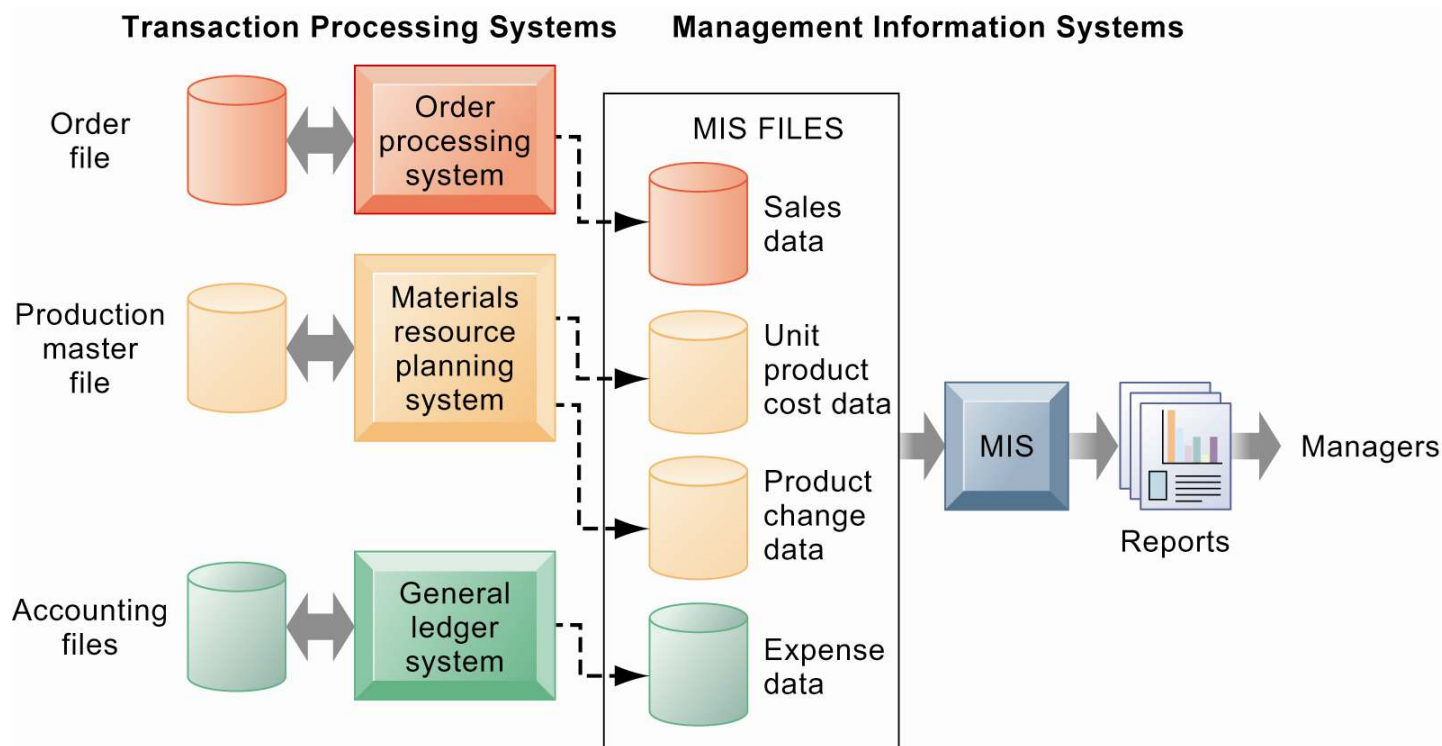 Transaction Processing Systems
Management Information Systems
Order
file
Order
processing
system
MIS FILES
Sales
data
Production
master
file
Materials
resource
planning
system
Unit
product
cost data
Product
change
data
MIS
Reports
Managers
Accounting
files
General
ledger
system
Expense
data